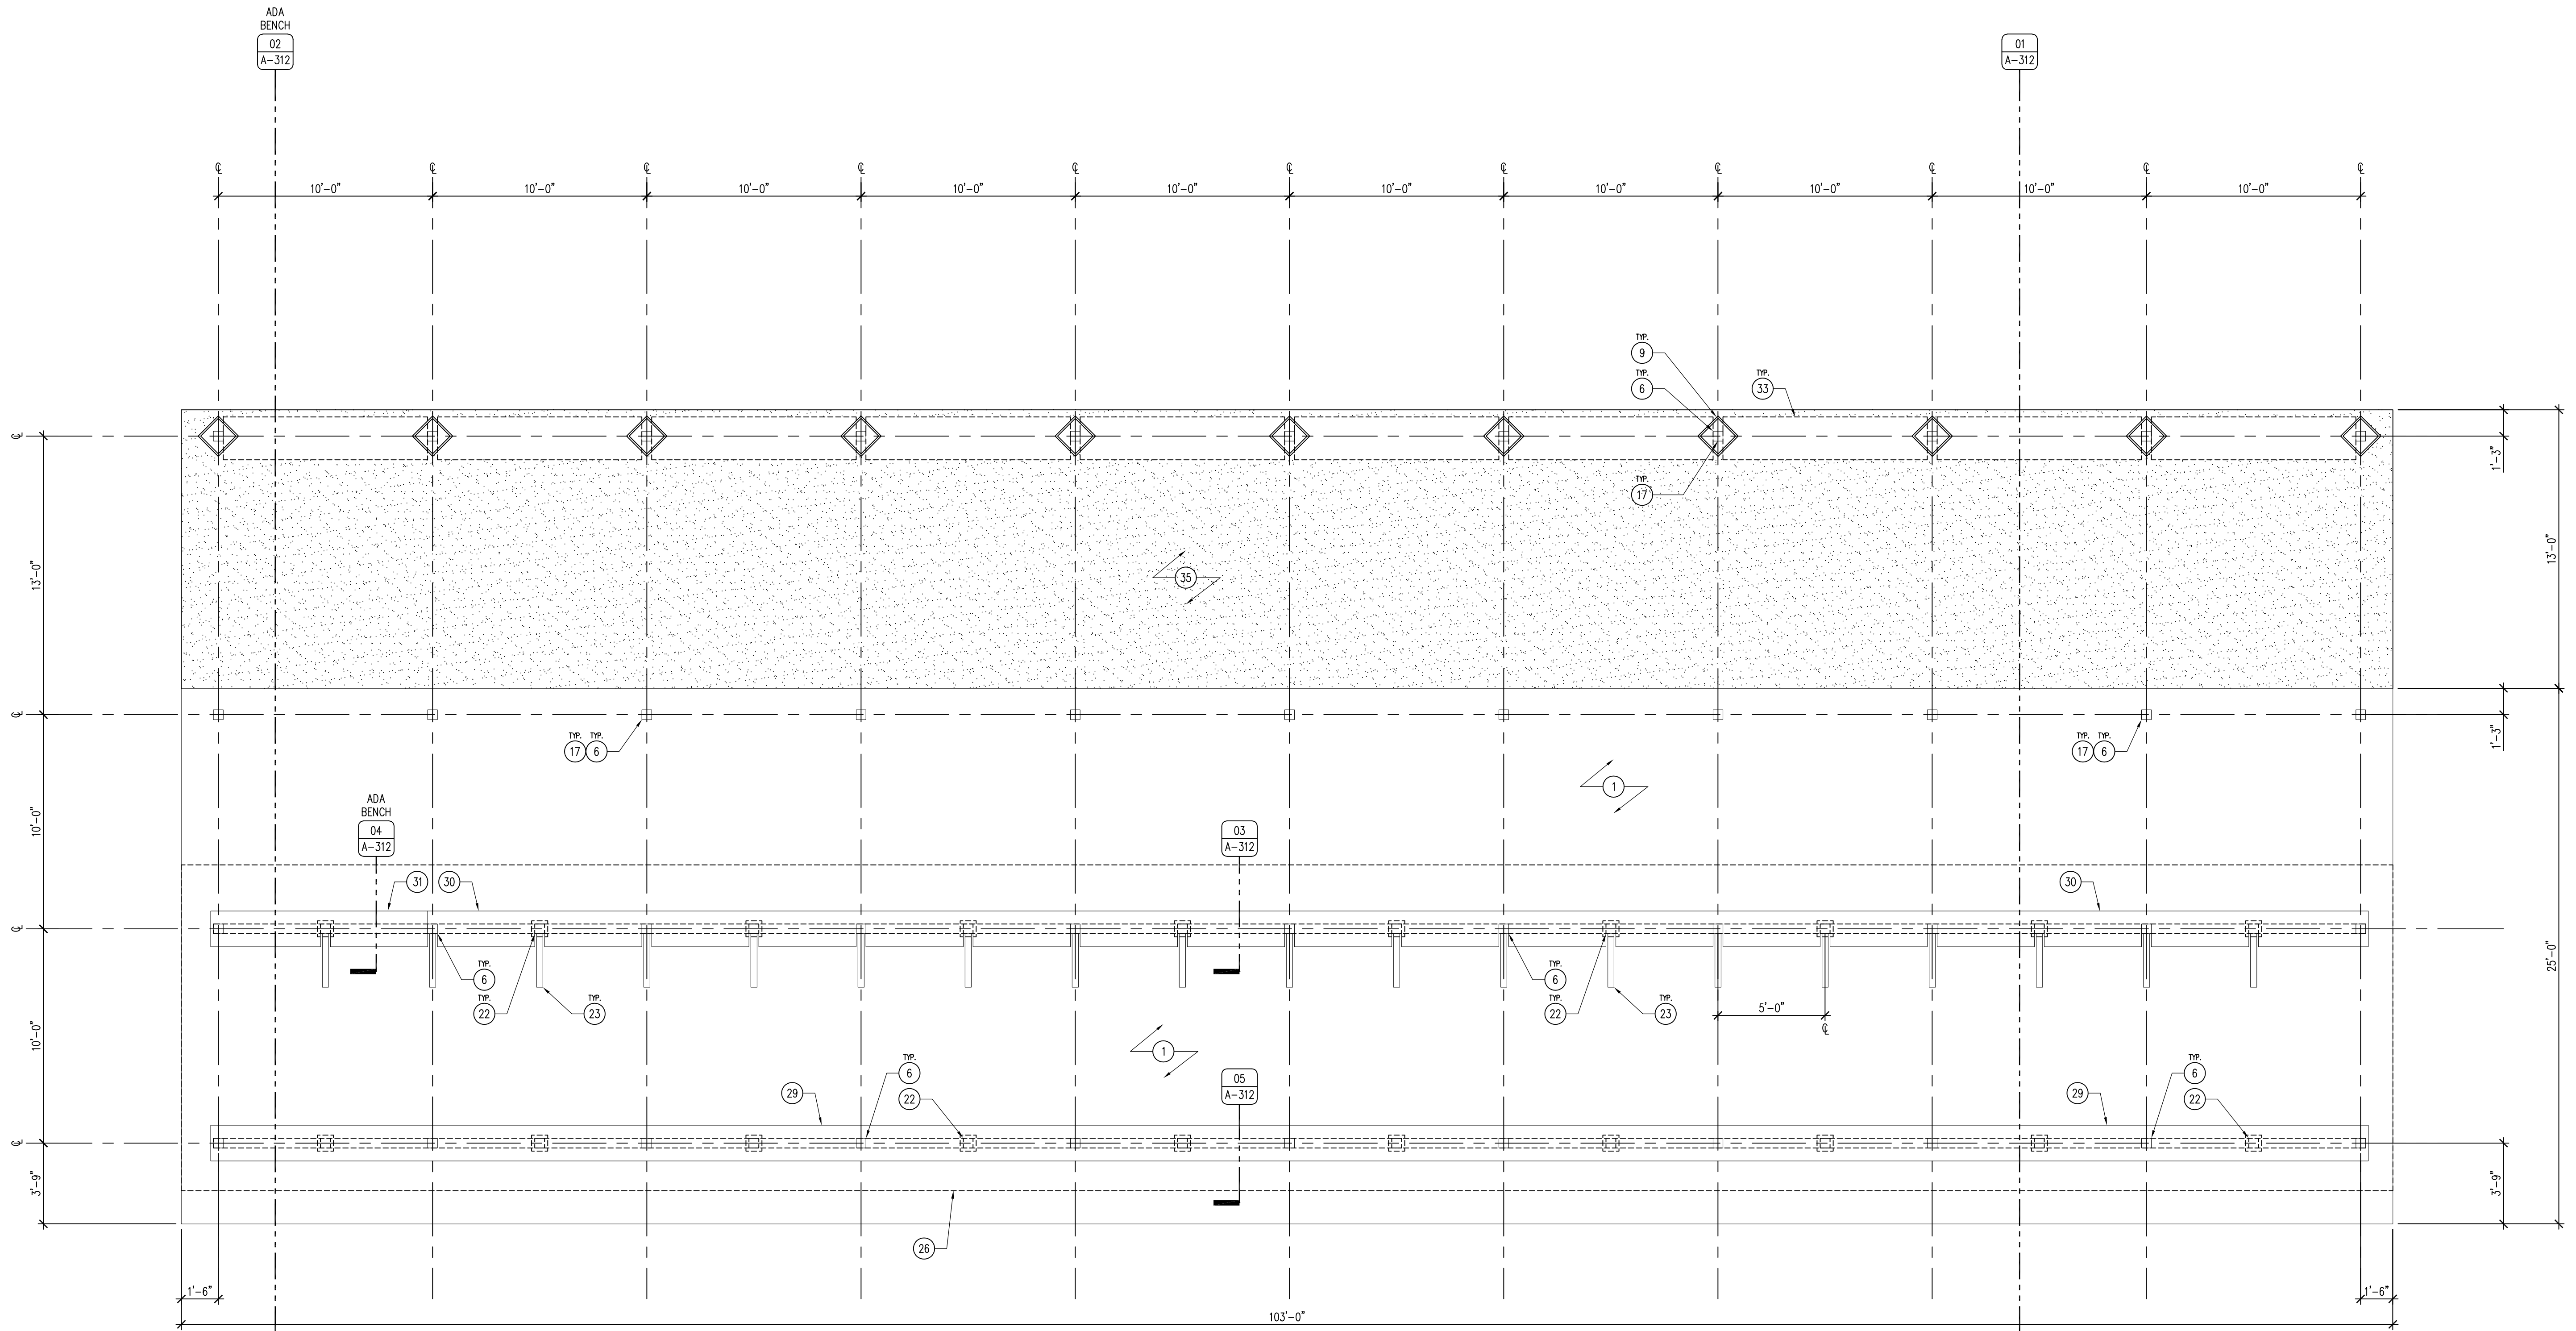 ADA
BENCH
02
A-312
01
A-312
℄ ℄ ℄ ℄ ℄ ℄ ℄ ℄ ℄ ℄ ℄
10'-0" 10'-0" 10'-0" 10'-0" 10'-0" 10'-0" 10'-0" 10'-0" 10'-0" 10'-0"
TYP.
9
TYP.
6
TYP.
33
℄
1'-3"
TYP.
17
13'-0"
35
13'-0"
℄
1'-3"
TYP. TYP.
17 6
TYP. TYP.
17 6
1
10'-0"
ADA
BENCH
04
A-312
03
A-312
31 30
30
℄
TYP.
6
TYP.
22
TYP.
23
TYP.
6
TYP.
22
TYP.
23
5'-0"
℄
25'-0"
10'-0"
1
TYP.
6
22
29
05
A-312
29
TYP.
6
22
℄
3'-9"
3'-9"
26
1'-6"
1'-6"
103'-0"